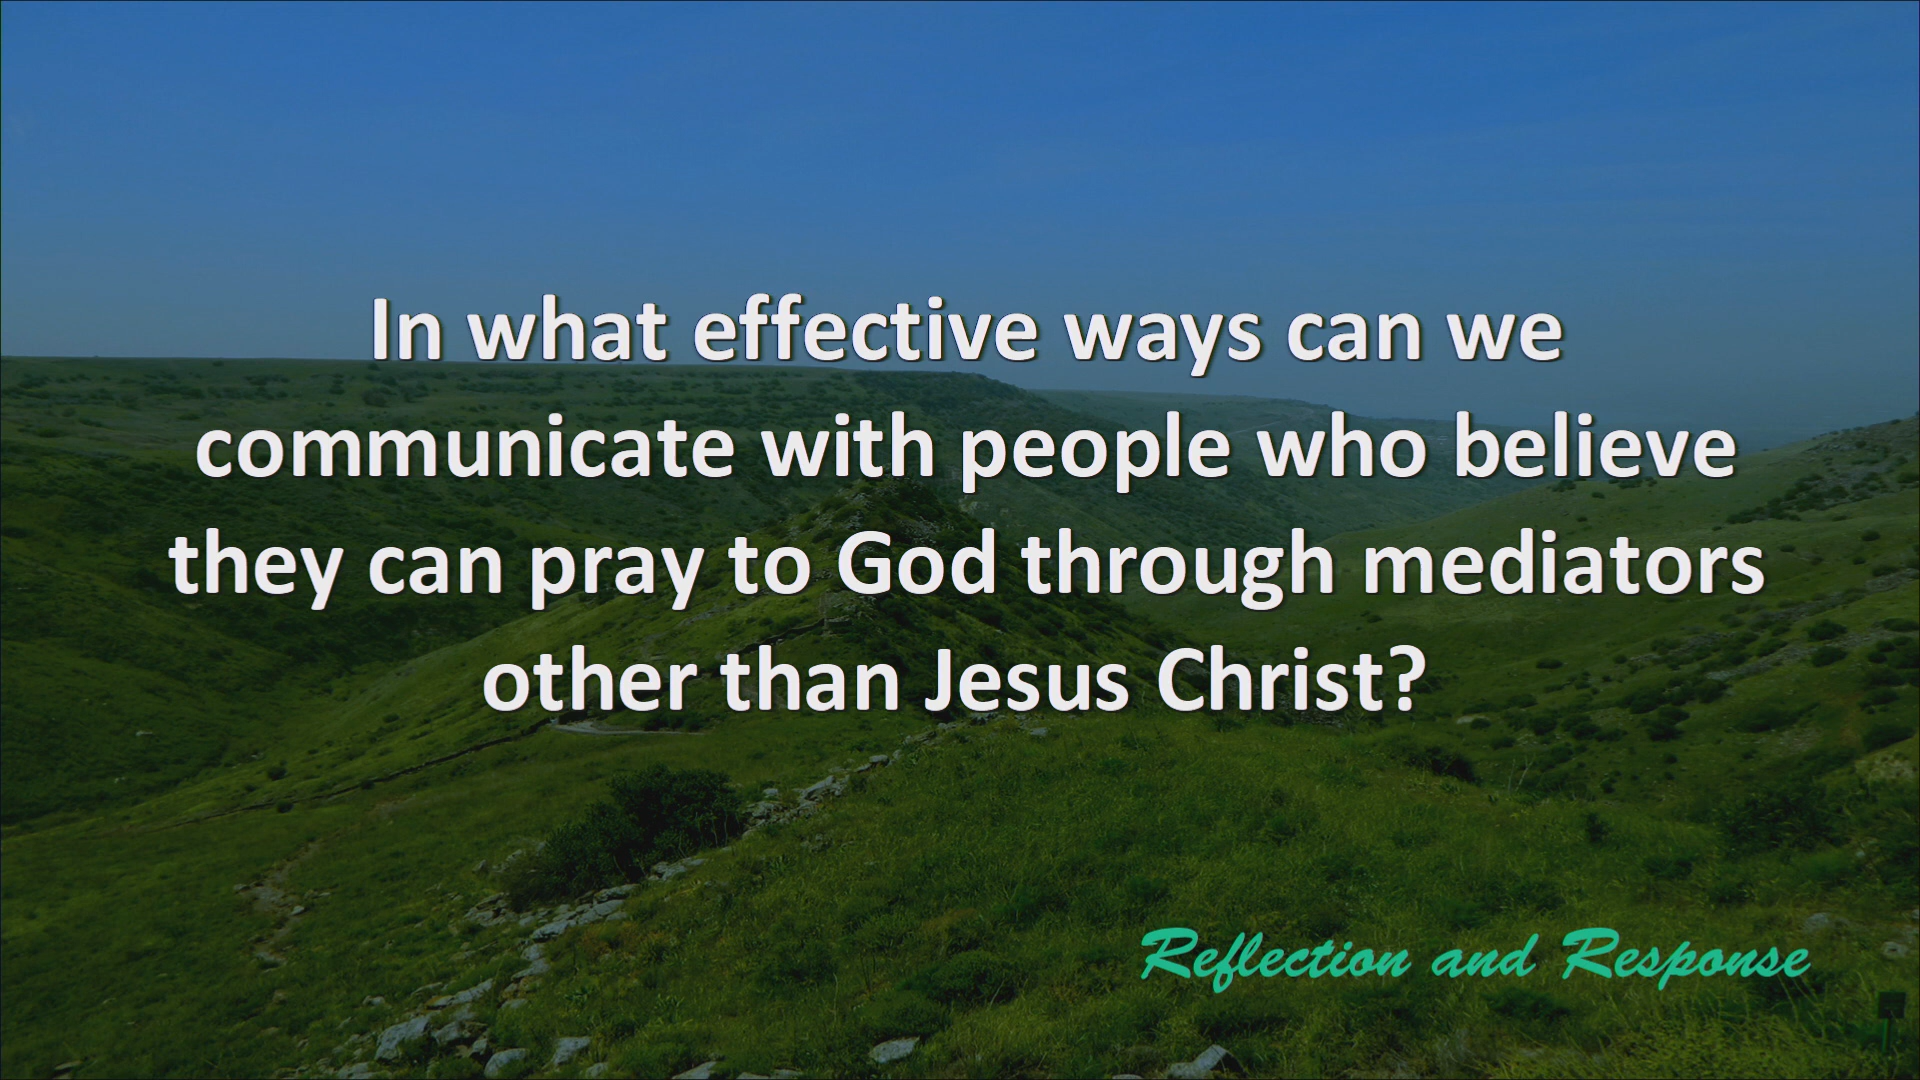 In what effective ways can we
communicate with people who believe
they can pray to God through mediators
other than Jesus Christ?
Reflection and Response